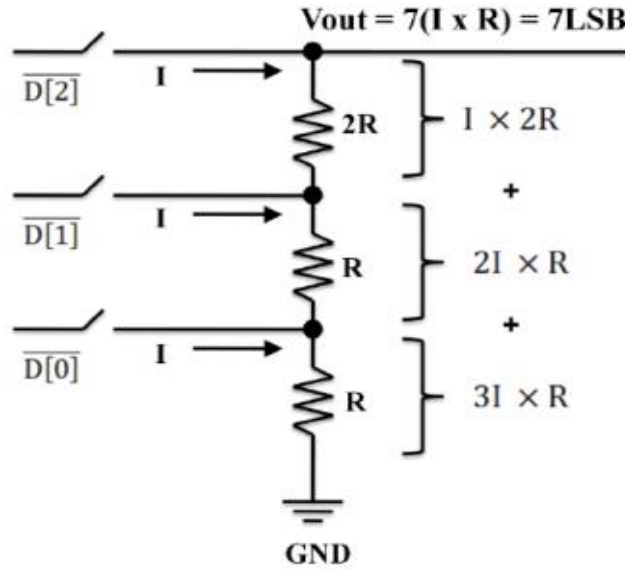 Vout = 7(I x R) = 7LSB
I
D[2]
2R
I × 2R
+
I
D[1]
R
2I × R
+
I
D[0]
R
3I × R
GND